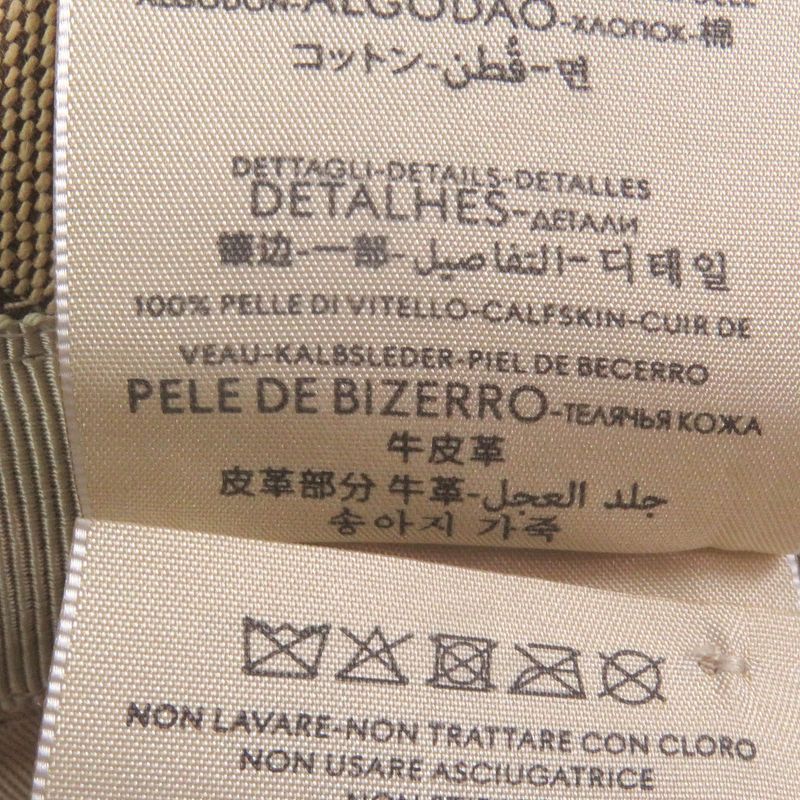 ALGODÓN-ALGODÃO-ХЛОПОК-棉
コットン-قُطن-면
DETTAGLI-DETAILS-DETALLES
DETALHES-ДЕТАЛИ
镶边-一部-التفاصيل-디테일
100% PELLE DI VITELLO-CALFSKIN-CUIR DE
VEAU-KALBSLEDER-PIEL DE BECERRO
PELE DE BIZERRO-ТЕЛЯЧЬЯ КОЖА
牛皮革
皮革部分 牛革-جلد العجل
송아지 가죽
NON LAVARE-NON TRATTARE CON CLORO
NON USARE ASCIUGATRICE
NON